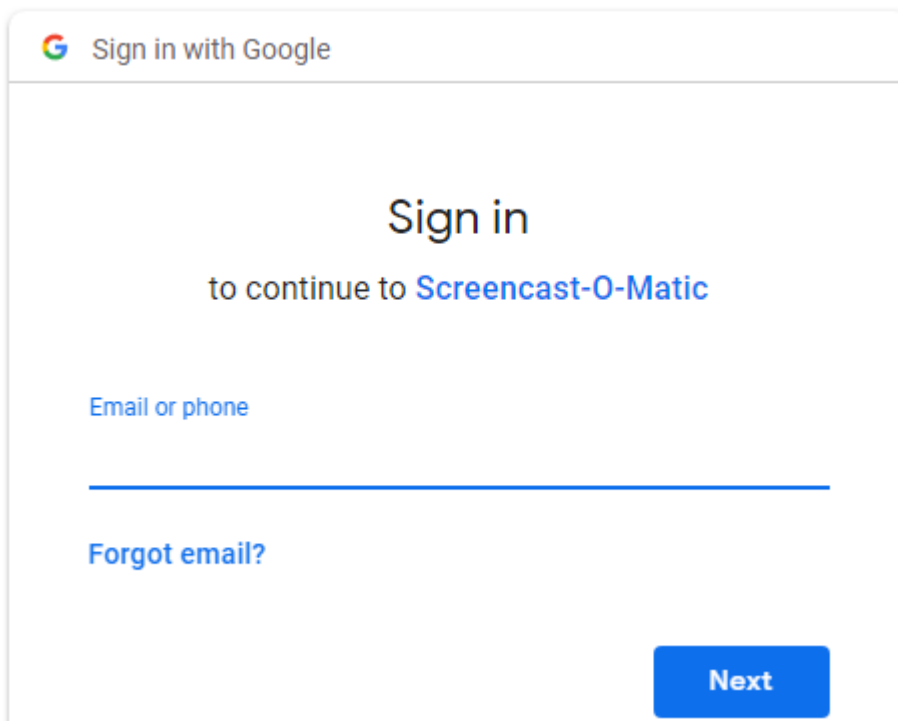 Sign in with Google
Sign in
to continue to Screencast-O-Matic
Email or phone
Forgot email?
Next